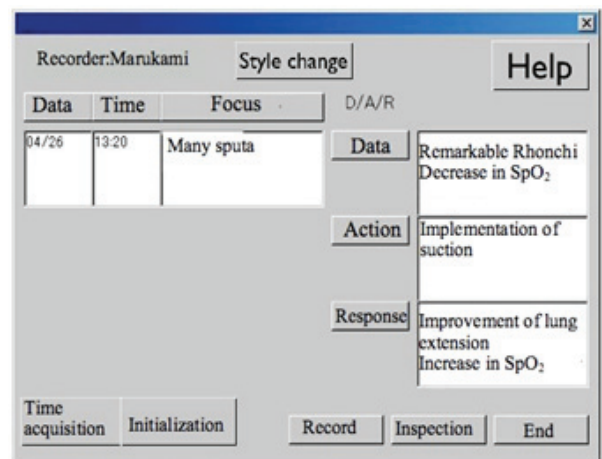 Recorder:Marukami
Style change
Help
Data Time Focus
D/A/R
04/26 13:20 Many sputa
Data
Remarkable Rhonchi
Decrease in SpO₂
Action
Implementation of
suction
Response
Improvement of lung
extension
Increase in SpO₂
Time
acquisition
Initialization
Record
Inspection
End